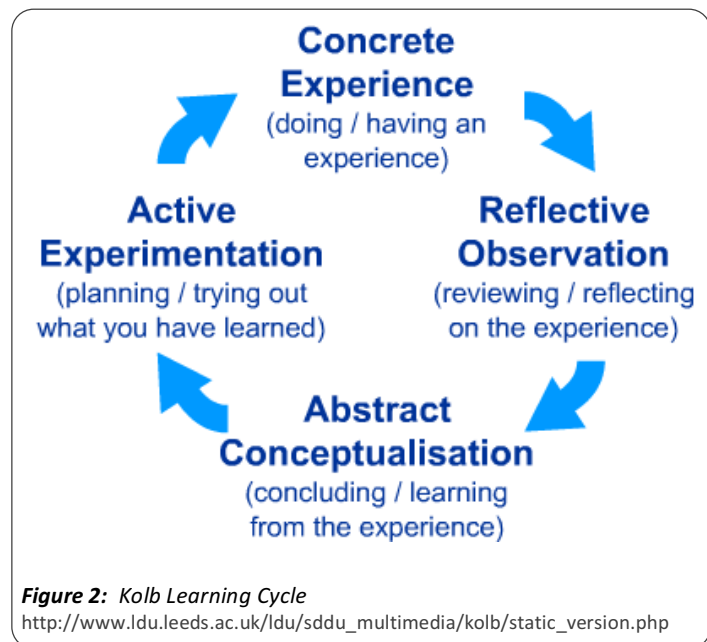 Concrete
Experience
(doing / having an
experience)
Reflective
Observation
(reviewing / reflecting
on the experience)
Abstract
Conceptualisation
(concluding / learning
from the experience)
Active
Experimentation
(planning / trying out
what you have learned)
Figure 2: Kolb Learning Cycle
http://www.ldu.leeds.ac.uk/ldu/sddu_multimedia/kolb/static_version.php